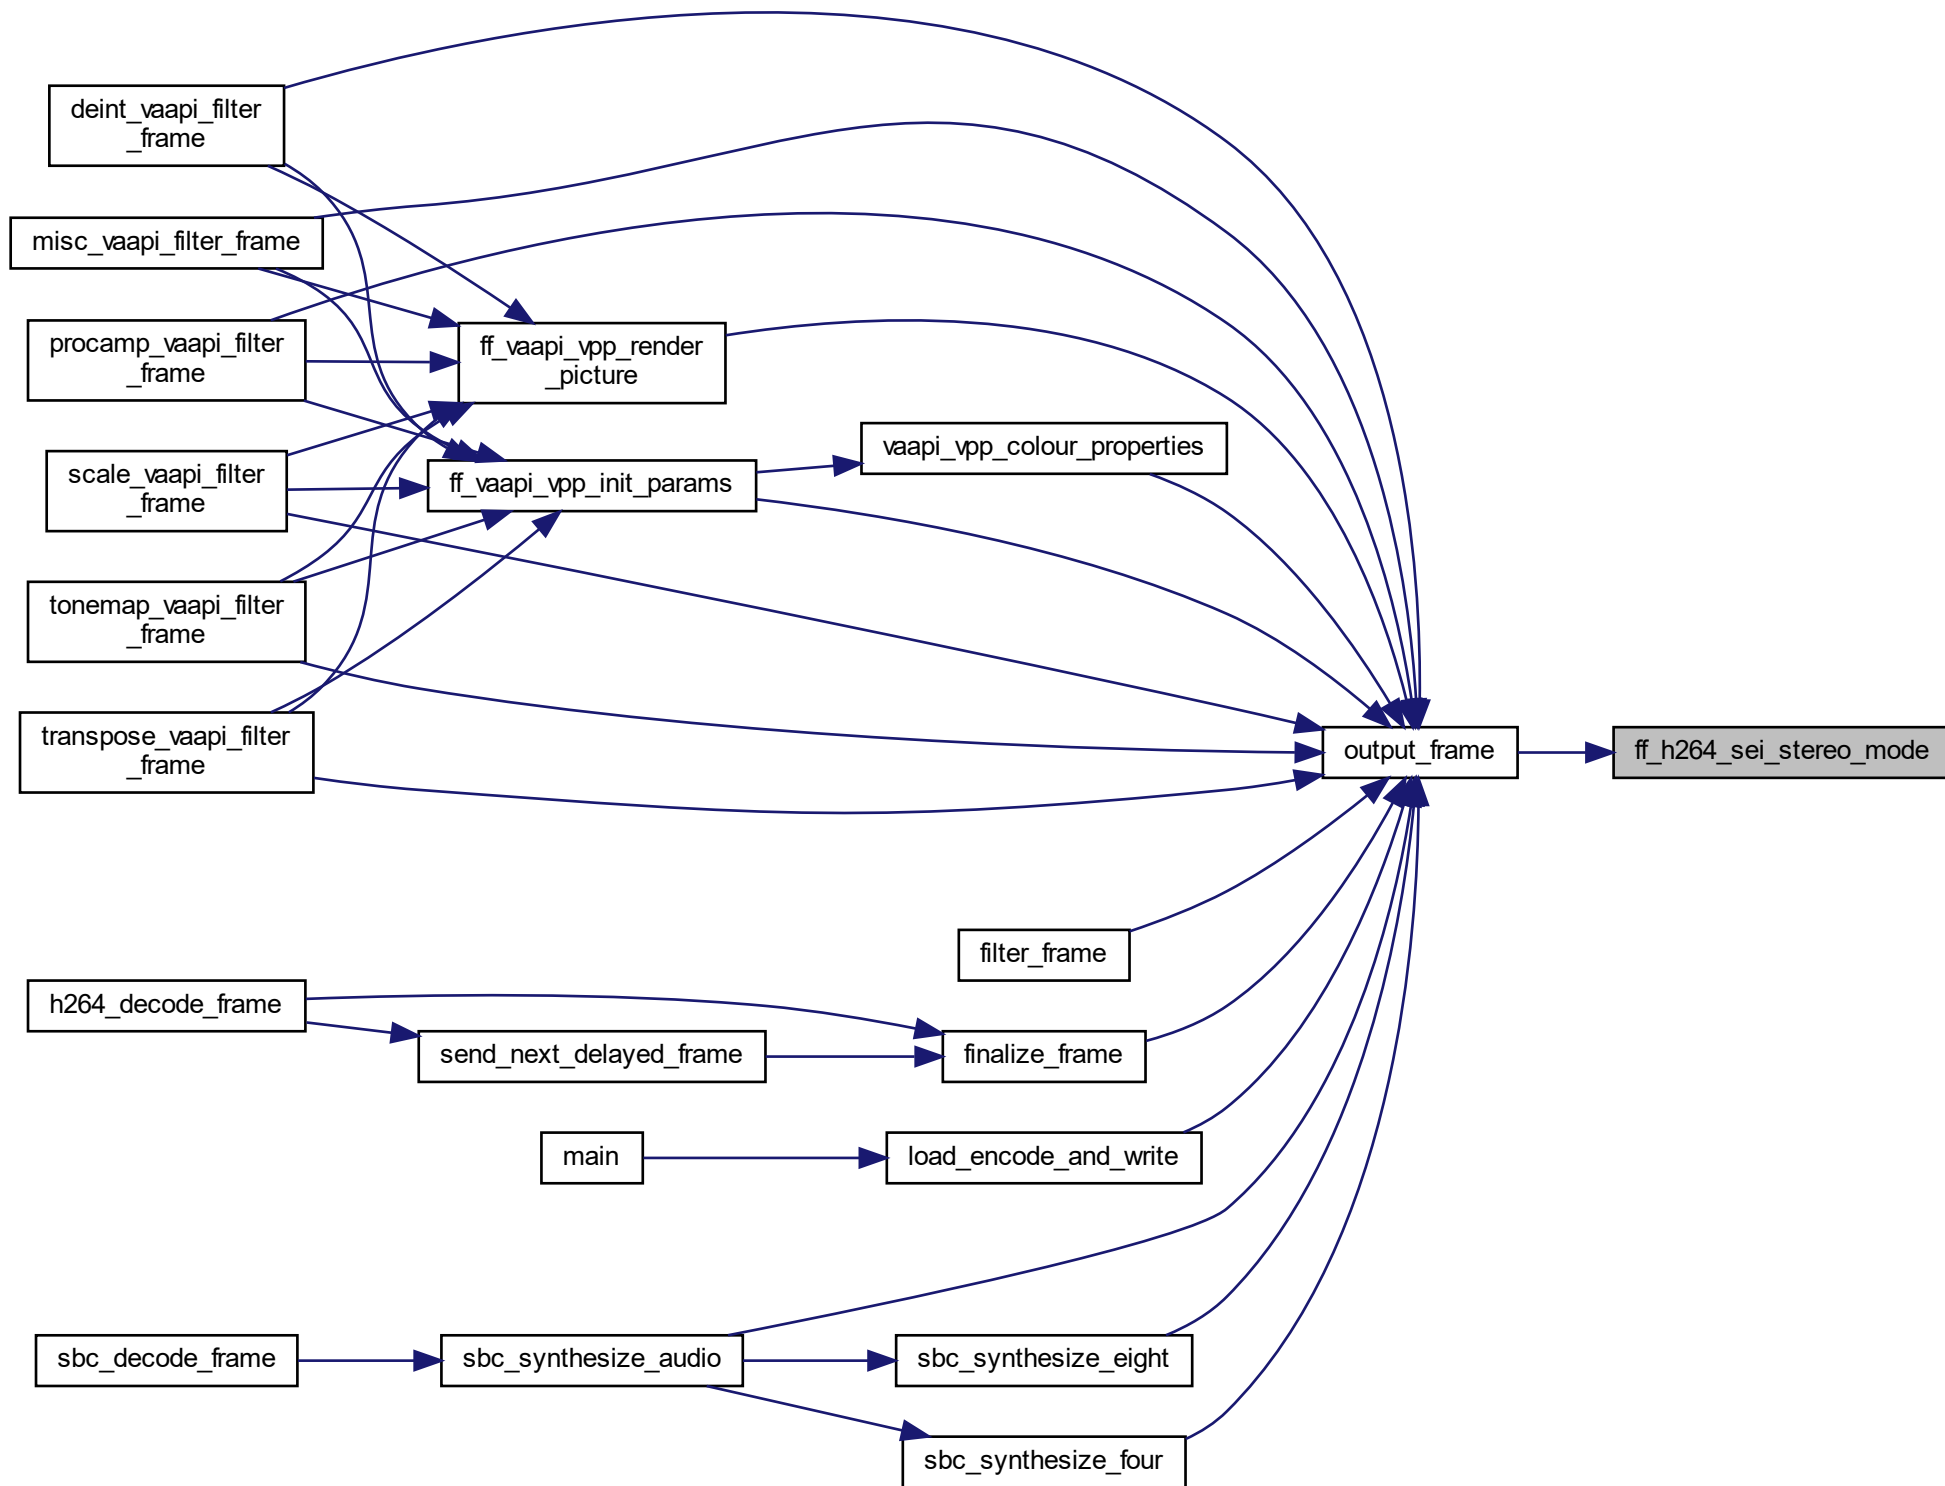 deint_vaapi_filter
_frame
misc_vaapi_filter_frame
procamp_vaapi_filter
_frame
ff_vaapi_vpp_render
_picture
scale_vaapi_filter
_frame
ff_vaapi_vpp_init_params
vaapi_vpp_colour_properties
tonemap_vaapi_filter
_frame
transpose_vaapi_filter
_frame
output_frame
ff_h264_sei_stereo_mode
filter_frame
h264_decode_frame
send_next_delayed_frame
finalize_frame
main
load_encode_and_write
sbc_decode_frame
sbc_synthesize_audio
sbc_synthesize_eight
sbc_synthesize_four